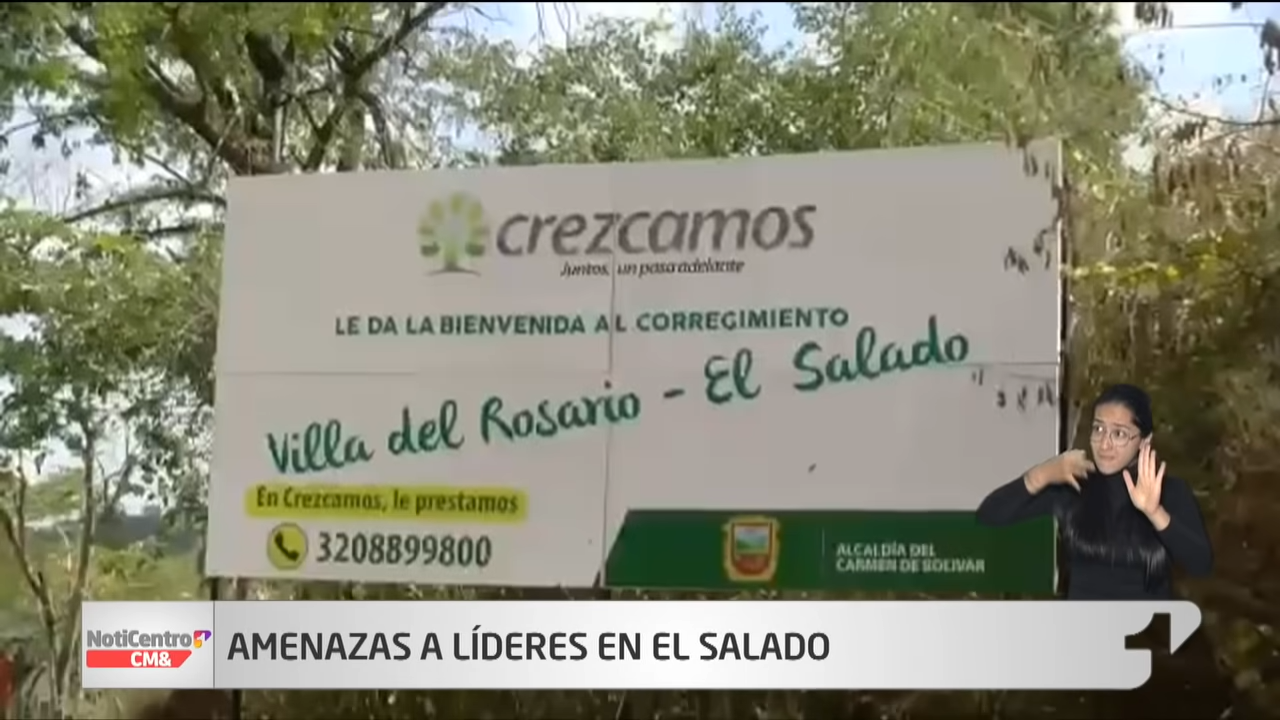 crezcamos
Juntos, un paso adelante
LE DA LA BIENVENIDA AL CORREGIMIENTO
Villa del Rosario - El Salado
En Crezcamos, le prestamos
3208899800
ALCALDÍA DEL
CARMEN DE BOLIVAR
NotiCentro 1
CM&
AMENAZAS A LÍDERES EN EL SALADO
1